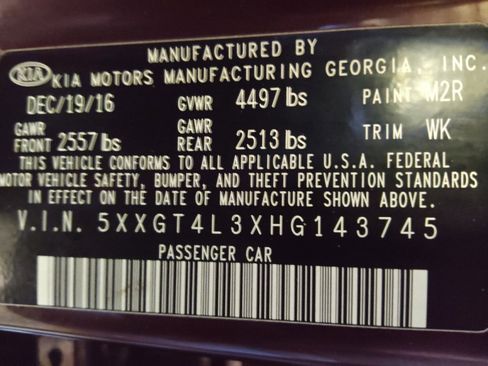 MANUFACTURED BY
KIA KIA MOTORS MANUFACTURING GEORGIA, INC.
DEC/19/16 GVWR 4497 lbs PAINT M2R
GAWR FRONT 2557 lbs GAWR REAR 2513 lbs TRIM WK
THIS VEHICLE CONFORMS TO ALL APPLICABLE U.S.A. FEDERAL
MOTOR VEHICLE SAFETY, BUMPER, AND THEFT PREVENTION STANDARDS
IN EFFECT ON THE DATE OF MANUFACTURE SHOWN ABOVE.
V.I.N. 5XXGT4L3XHG143745
PASSENGER CAR